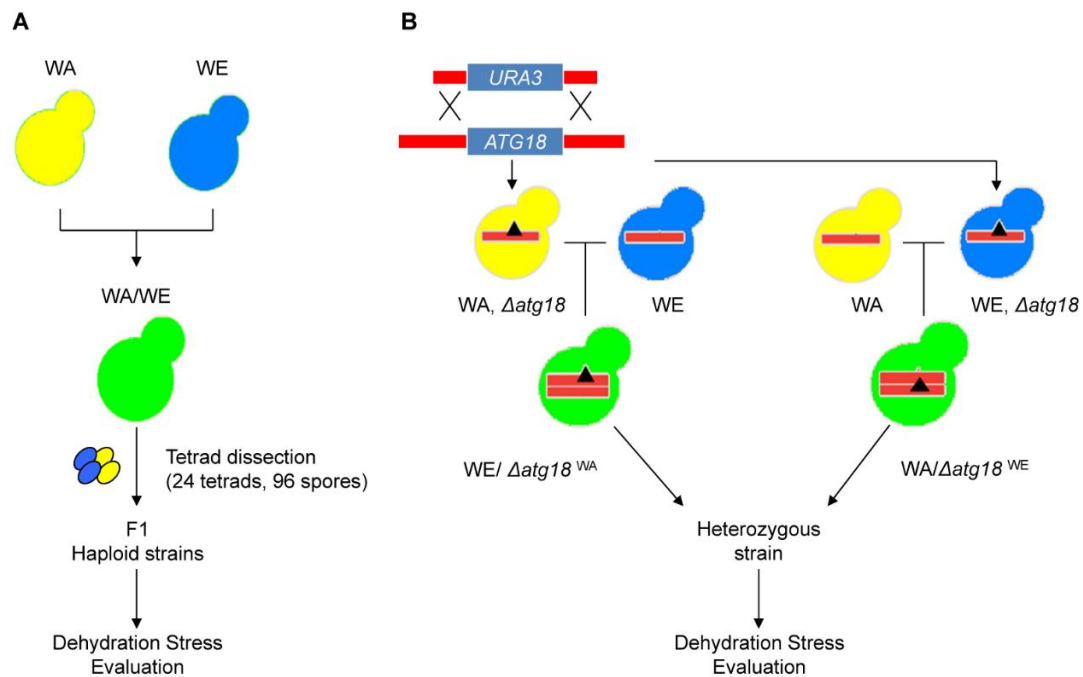 A
WA
WE
WA/WE
Tetrad dissection
(24 tetrads, 96 spores)
F1
Haploid strains
Dehydration Stress
Evaluation
B
URA3
ATG18
WA, Δatg18
WE
WA
WE, Δatg18
WE/ Δatg18 WA
WA/Δatg18 WE
Heterozygous
strain
Dehydration Stress
Evaluation